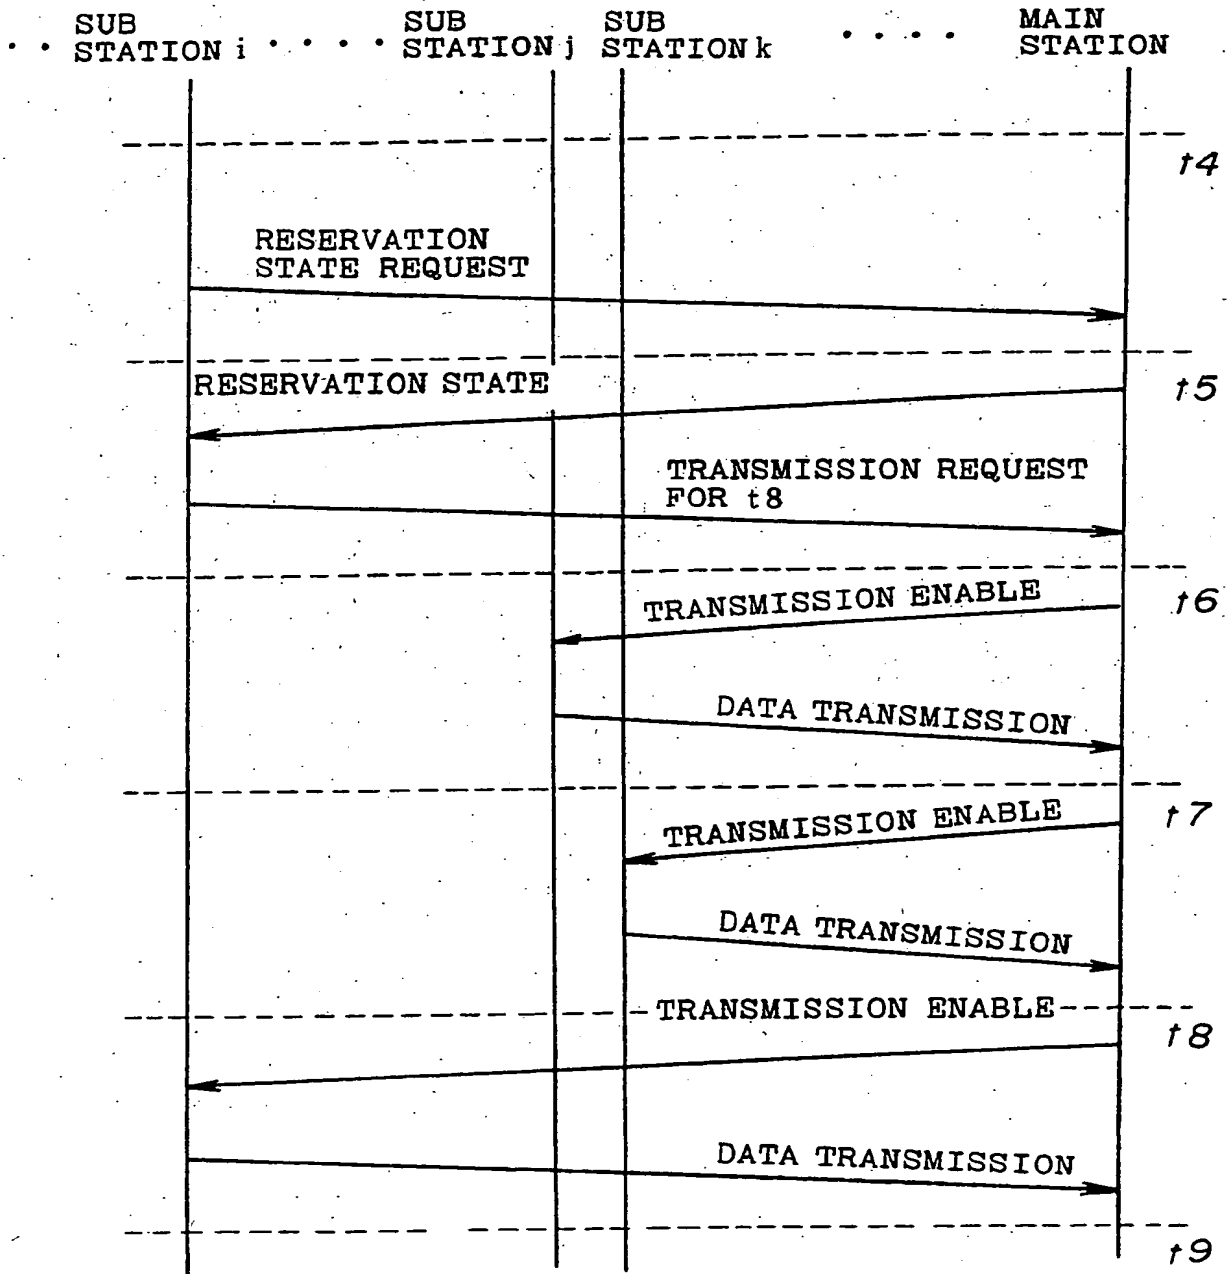 SUB
STATION i
SUB
STATION j
SUB
STATION k
MAIN
STATION
t4
RESERVATION
STATE REQUEST
RESERVATION STATE
t5
TRANSMISSION REQUEST
FOR t8
TRANSMISSION ENABLE
t6
DATA TRANSMISSION
TRANSMISSION ENABLE
t7
DATA TRANSMISSION
TRANSMISSION ENABLE
t8
DATA TRANSMISSION
t9